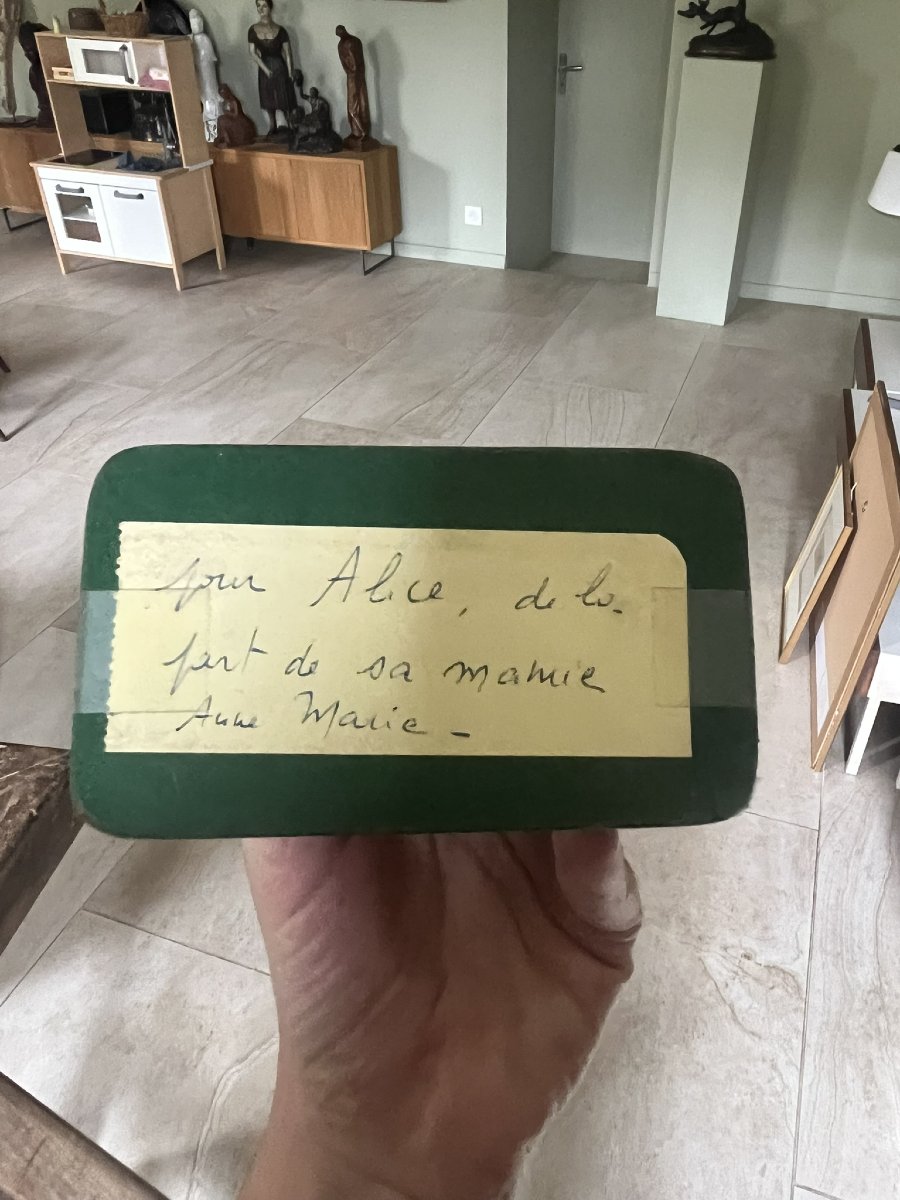 pour Alice, de la
part de sa mamie
Anne Marie -